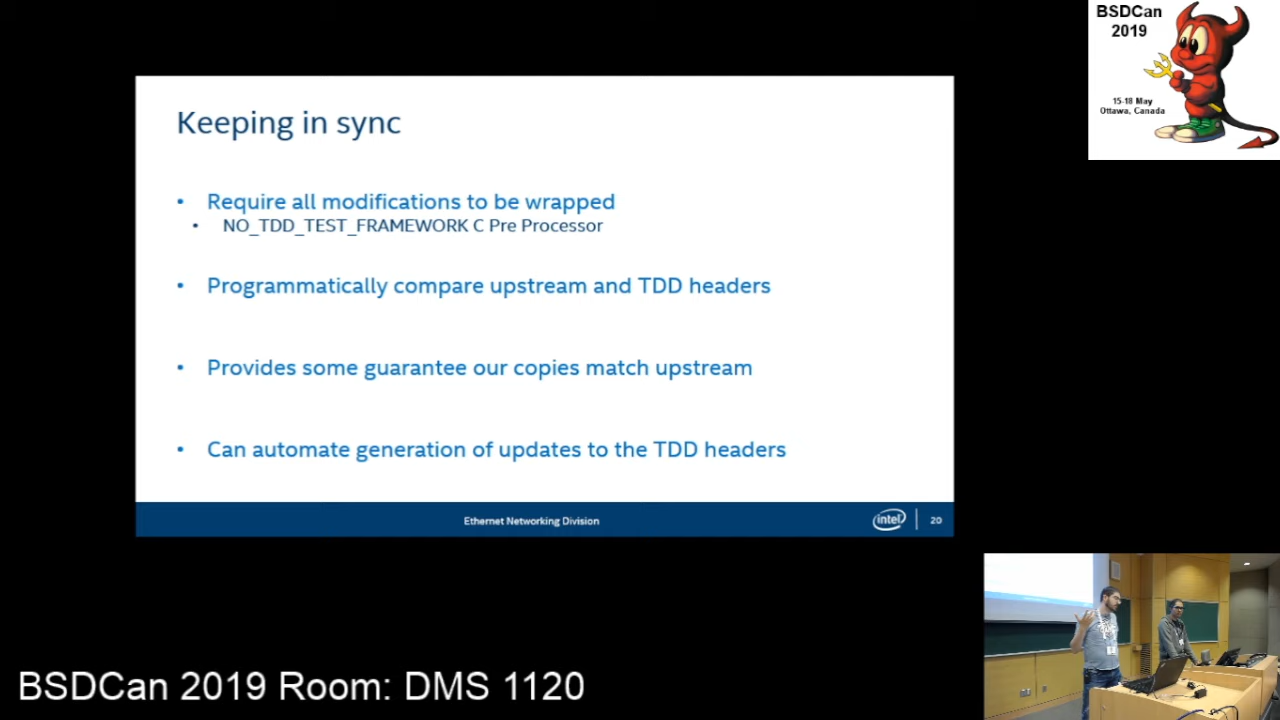 BSDCan
2019
15-18 May
Ottawa, Canada
Keeping in sync
• Require all modifications to be wrapped
• NO_TDD_TEST_FRAMEWORK C Pre Processor
• Programmatically compare upstream and TDD headers
• Provides some guarantee our copies match upstream
• Can automate generation of updates to the TDD headers
Ethernet Networking Division
intel
20
BSDCan 2019 Room: DMS 1120